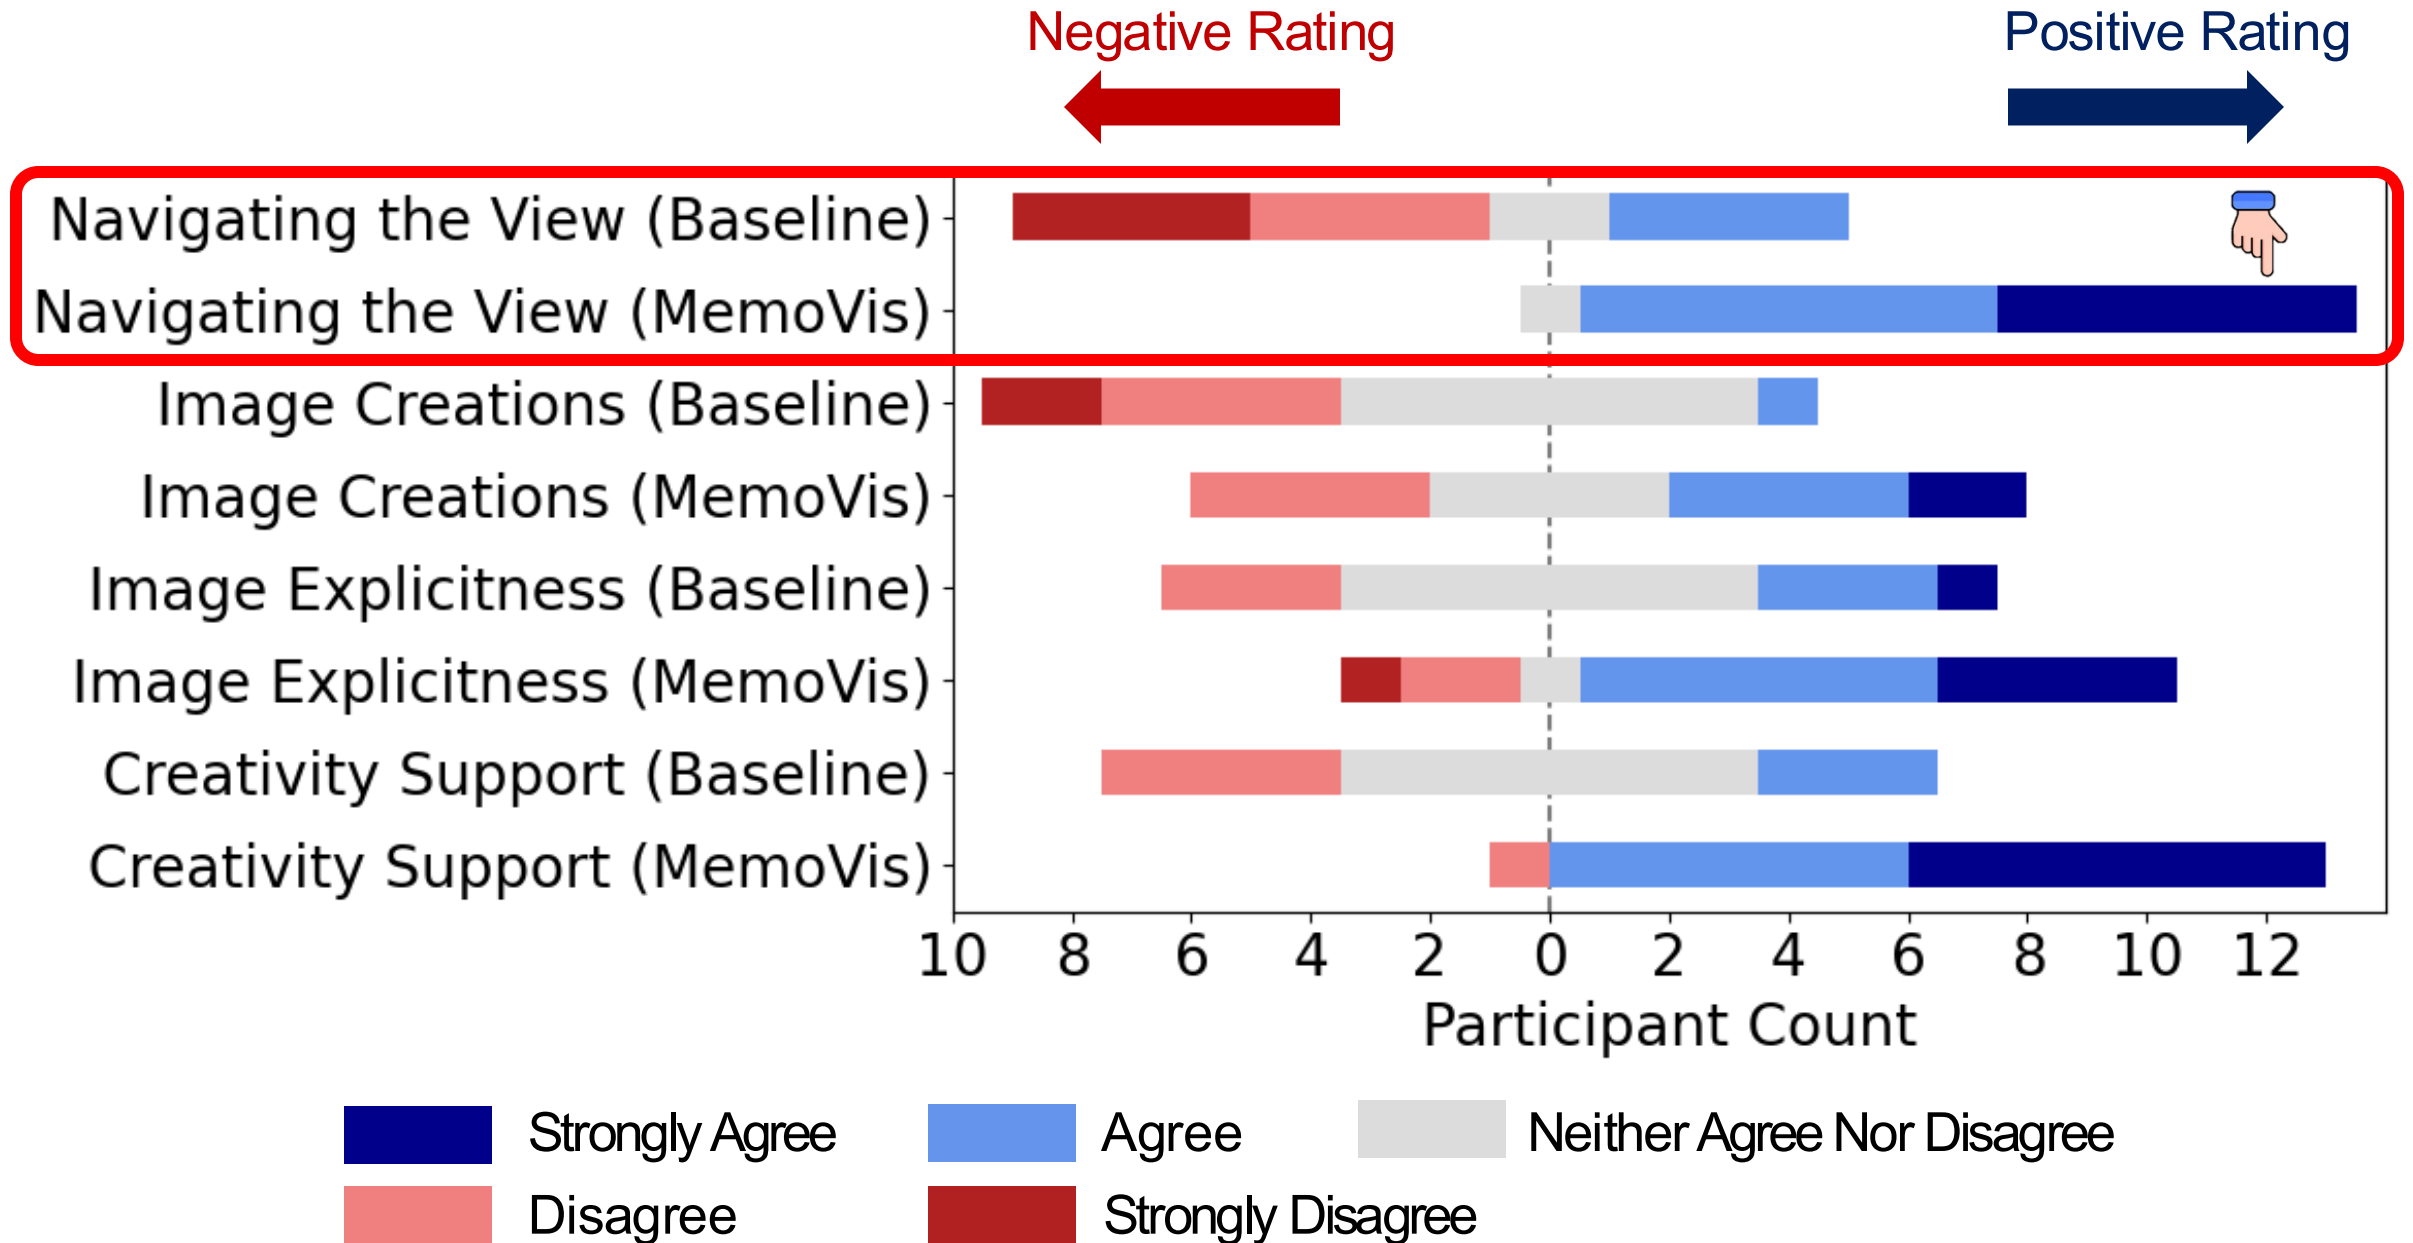 Negative Rating Positive Rating
Navigating the View (Baseline)
Navigating the View (MemoVis)
Image Creations (Baseline)
Image Creations (MemoVis)
Image Explicitness (Baseline)
Image Explicitness (MemoVis)
Creativity Support (Baseline)
Creativity Support (MemoVis)
10 8 6 4 2 0 2 4 6 8 10 12
Participant Count
Strongly Agree Agree Neither Agree Nor Disagree
Disagree Strongly Disagree